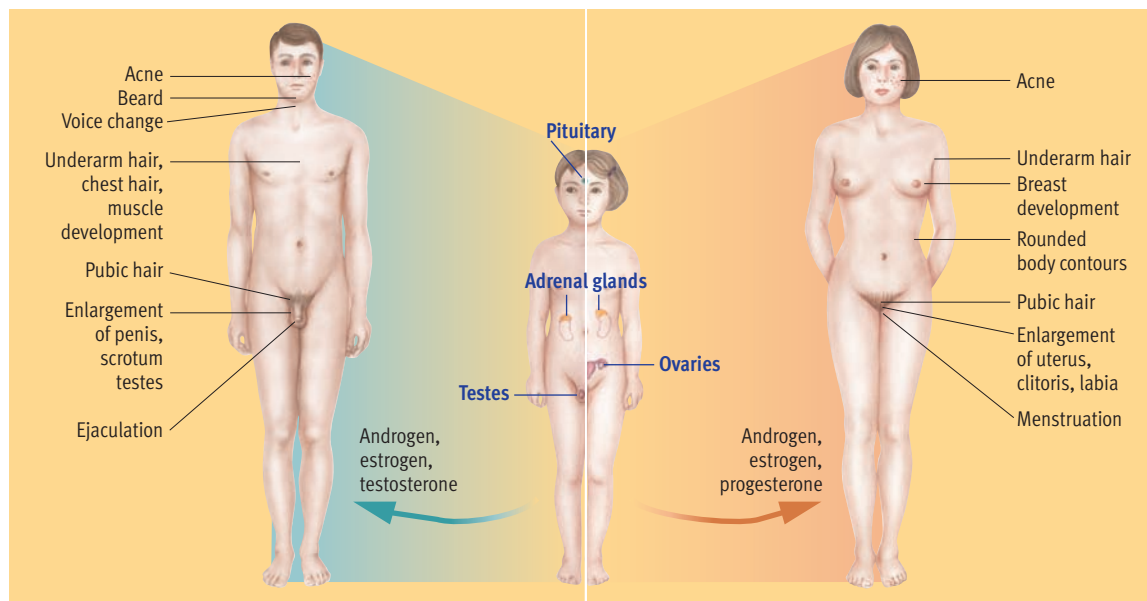 Acne
Beard
Voice change
Underarm hair,
chest hair,
muscle
development
Pubic hair
Enlargement
of penis,
scrotum
testes
Ejaculation
Pituitary
Adrenal glands
Ovaries
Testes
Androgen,
estrogen,
testosterone
Androgen,
estrogen,
progesterone
Acne
Underarm hair
Breast
development
Rounded
body contours
Pubic hair
Enlargement
of uterus,
clitoris, labia
Menstruation